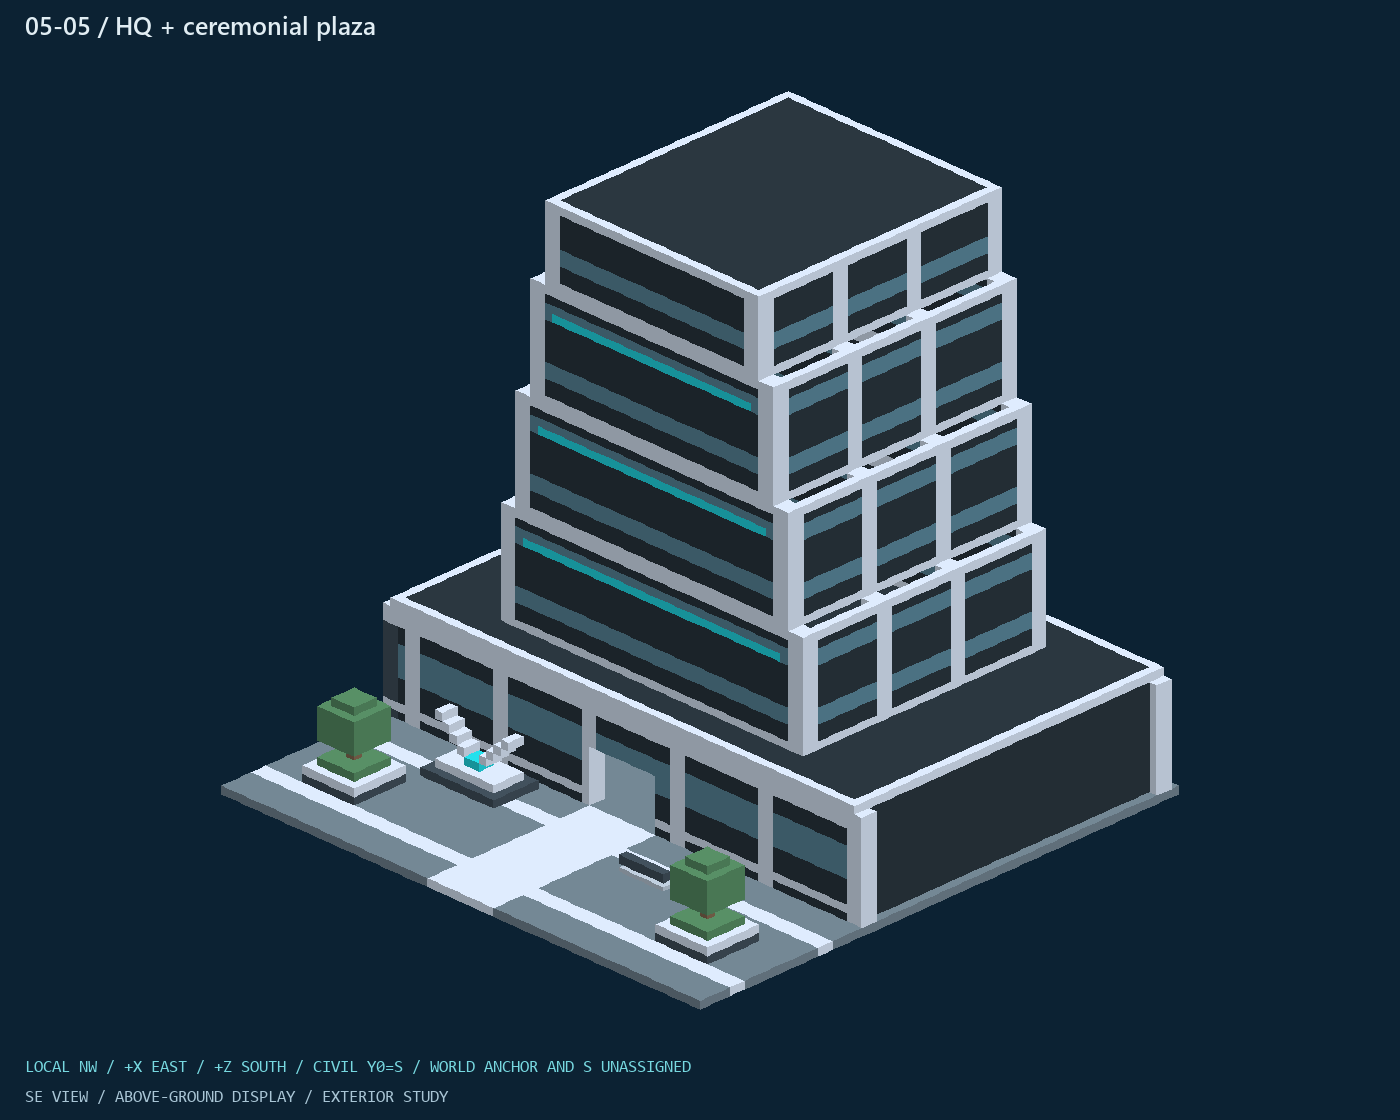 05-05 / HQ + ceremonial plaza
LOCAL NW / +X EAST / +Z SOUTH / CIVIL Y0=S / WORLD ANCHOR AND S UNASSIGNED
SE VIEW / ABOVE-GROUND DISPLAY / EXTERIOR STUDY